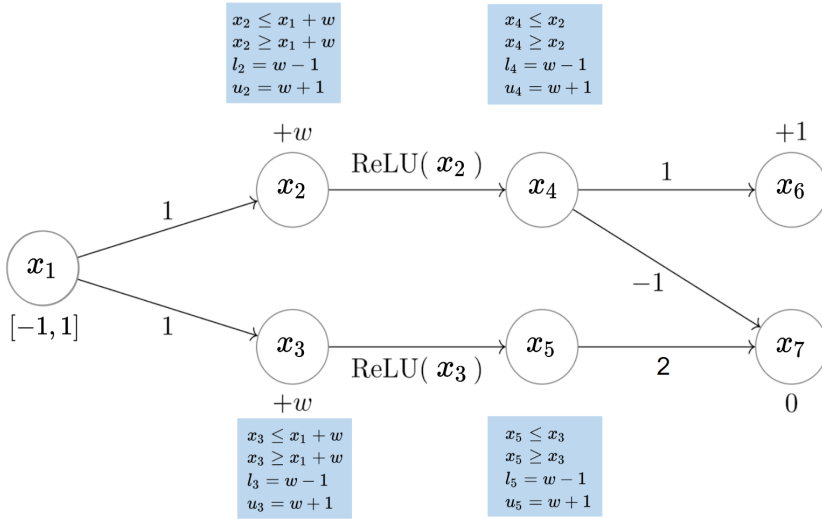 x₂ ≤ x₁ + w
x₂ ≥ x₁ + w
l₂ = w − 1
u₂ = w + 1
x₄ ≤ x₂
x₄ ≥ x₂
l₄ = w − 1
u₄ = w + 1
+w
+1
x₂
ReLU( x₂ )
x₄
1
x₆
1
x₁
[−1, 1]
1
−1
x₃
ReLU( x₃ )
x₅
2
x₇
+w
0
x₃ ≤ x₁ + w
x₃ ≥ x₁ + w
l₃ = w − 1
u₃ = w + 1
x₅ ≤ x₃
x₅ ≥ x₃
l₅ = w − 1
u₅ = w + 1